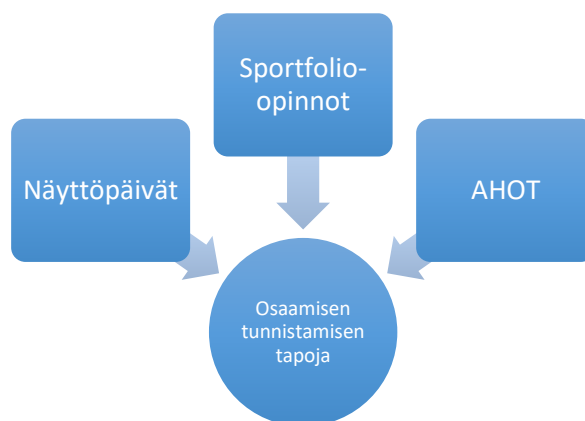 Sportfolio-
opinnot
Näyttöpäivät
AHOT
Osaamisen
tunnistamisen
tapoja